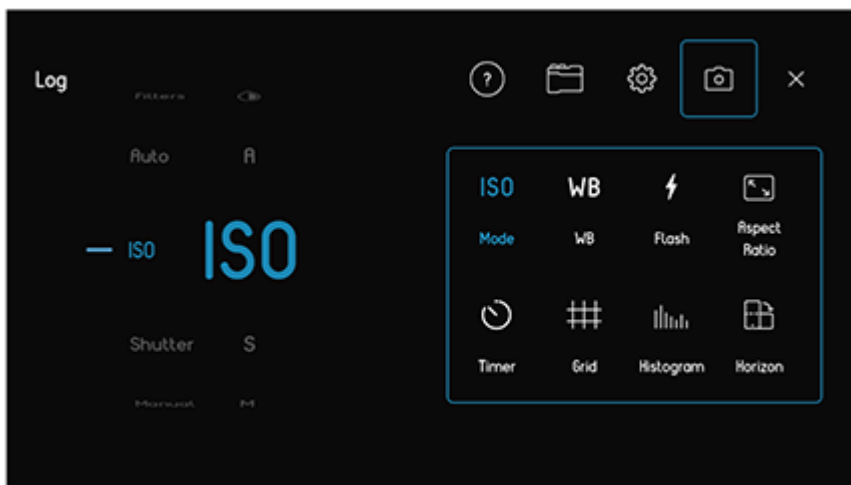 Log
?
Filters
Auto A
ISO ISO
Shutter S
Manual M
ISO WB
Mode WB Flash Aspect Ratio
Timer Grid Histogram Horizon